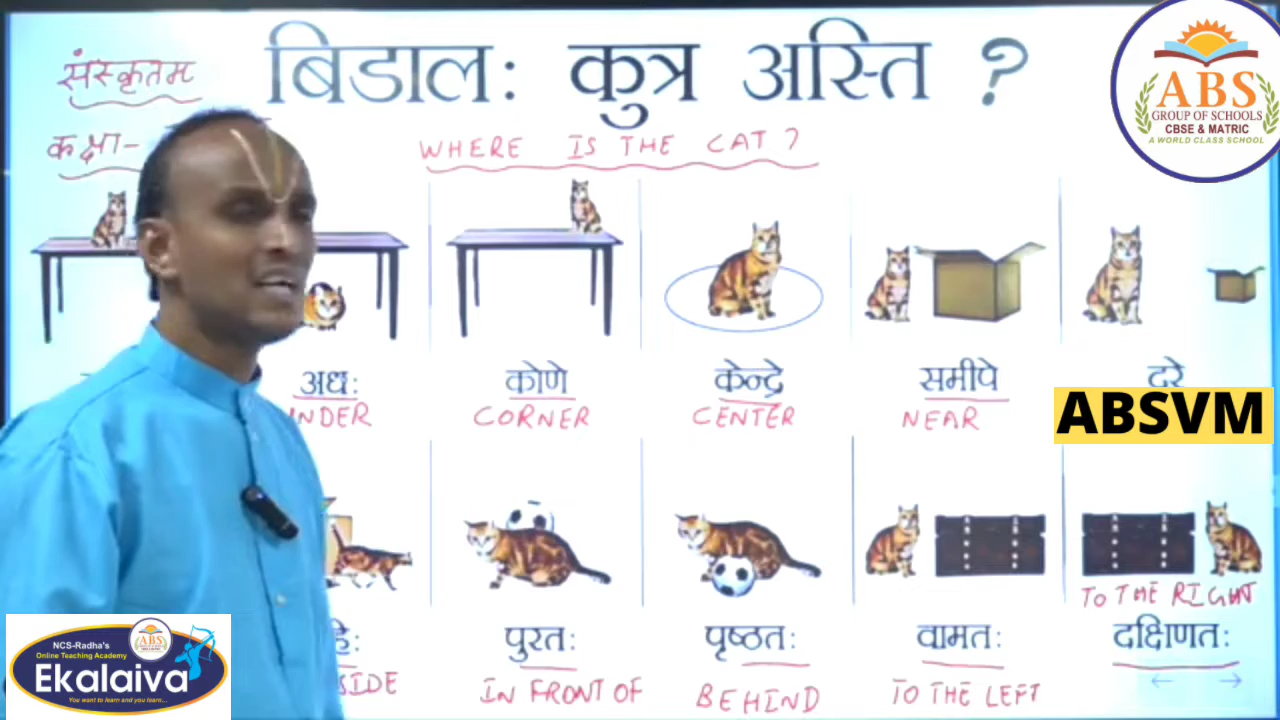 बिडालः कुत्र अस्ति ?
संस्कृतम
कक्षा-
WHERE IS THE CAT ?
ABS
GROUP OF SCHOOLS
CBSE & MATRIC
A WORLD CLASS SCHOOL
अधः कोणे केन्द्रे समीपे दूरे
NDER CORNER CENTER NEAR
ABSVM
TO THE RIGHT
हिः पुरतः पृष्ठतः वामतः दक्षिणतः
SIDE IN FRONT OF BEHIND TO THE LEFT
NCS-Radha's
Online Teaching Academy
ABS
Ekalaiva
You want to learn and you learn...